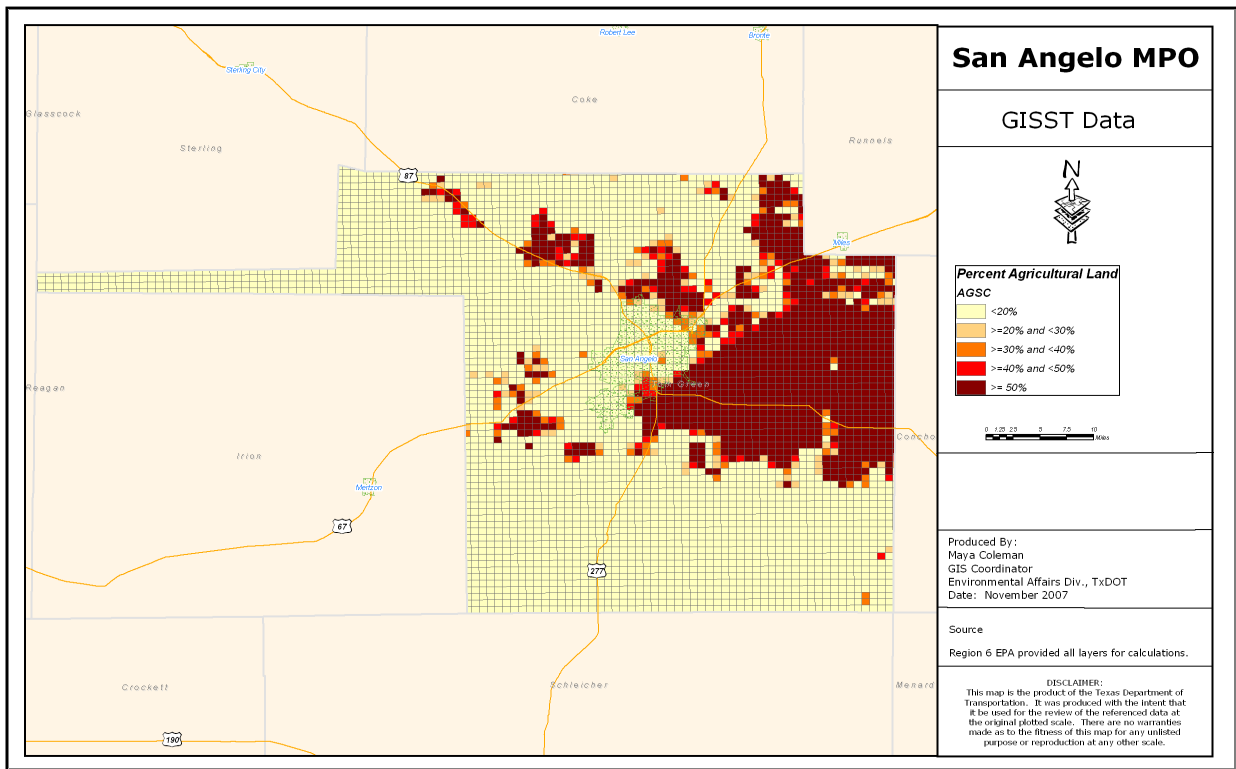 Robert Lee
Bronte
Sterling City
Coke
Glasscock
Runnels
Sterling
87
Miles
San Angelo
Tom Green
Reagan
Concho
Irion
Mertzon
67
277
Crockett
Schleicher
Menard
190
San Angelo MPO
GISST Data
N
Percent Agricultural Land
AGSC
<20%
>=20% and <30%
>=30% and <40%
>=40% and <50%
>= 50%
0 1.25 2.5 5 7.5 10
Miles
Produced By:
Maya Coleman
GIS Coordinator
Environmental Affairs Div., TxDOT
Date: November 2007
Source
Region 6 EPA provided all layers for calculations.
DISCLAIMER:
This map is the product of the Texas Department of
Transportation. It was produced with the intent that
it be used for the review of the referenced data at
the original plotted scale. There are no warranties
made as to the fitness of this map for any unlisted
purpose or reproduction at any other scale.